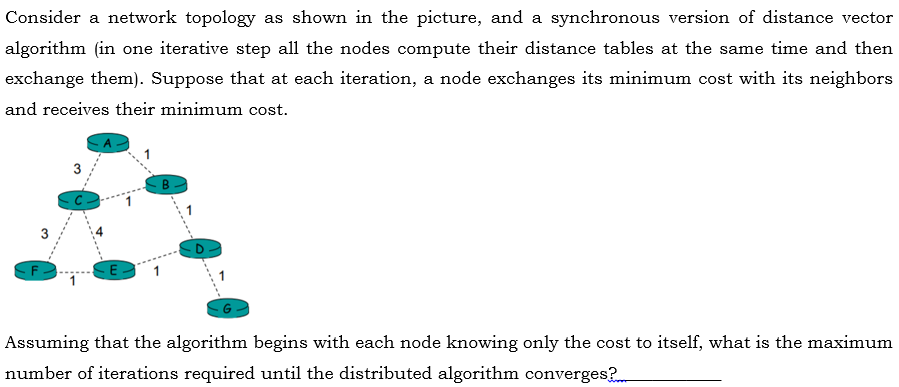 Consider a network topology as shown in the picture, and a synchronous version of distance vector
algorithm (in one iterative step all the nodes compute their distance tables at the same time and then
exchange them). Suppose that at each iteration, a node exchanges its minimum cost with its neighbors
and receives their minimum cost.
A
1
3
B
C
1
1
3
4
D
F
E
1
1
1
G
Assuming that the algorithm begins with each node knowing only the cost to itself, what is the maximum
number of iterations required until the distributed algorithm converges?__________